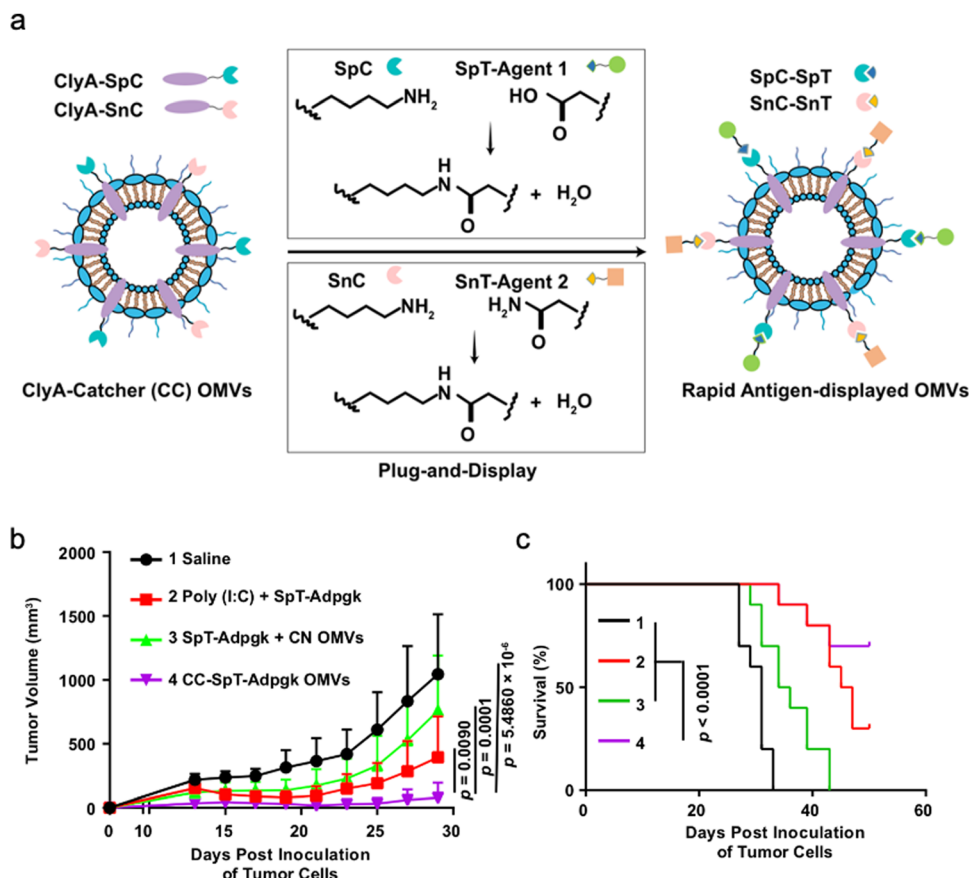 a
ClyA-SpC
ClyA-SnC
ClyA-Catcher (CC) OMVs
SpC
SpT-Agent 1
NH2
HO
O
H
N
O
+ H2O
SnC
SnT-Agent 2
NH2
H2N
O
H
N
O
+ H2O
Plug-and-Display
SpC-SpT
SnC-SnT
Rapid Antigen-displayed OMVs
b
Tumor Volume (mm³)
2000
1500
1000
500
0
1 Saline
2 Poly (I:C) + SpT-Adpgk
3 SpT-Adpgk + CN OMVs
4 CC-SpT-Adpgk OMVs
p = 0.0090
p = 0.0001
p = 5.4860 × 10⁻⁶
0 10 15 20 25 30
Days Post Inoculation
of Tumor Cells
c
Survival (%)
100
50
0
1
2
3
4
p < 0.0001
0 20 40 60
Days Post Inoculation
of Tumor Cells